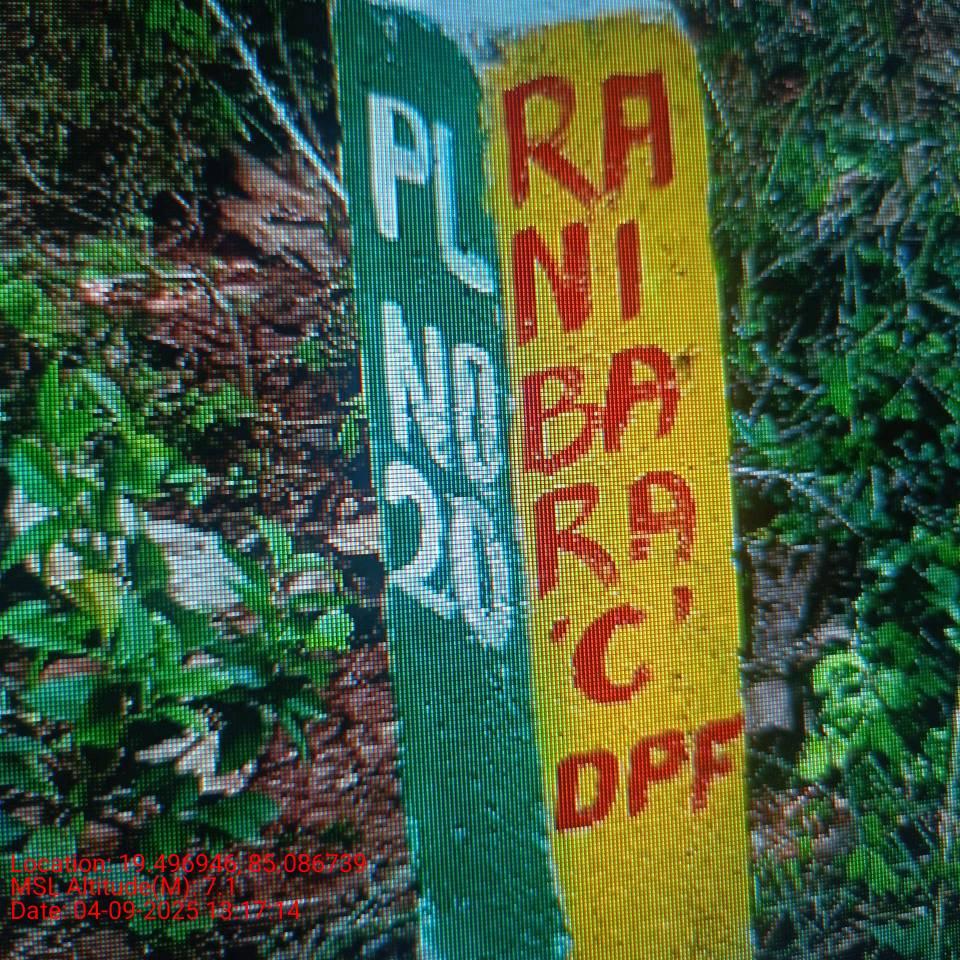 PL
NO
20
RA
NI
BA
RA
'C'
DPF
Location: 19.496946, 85.086739
MSL Altitude(M): 7.1
Date: 04-09-2025 13:17:14